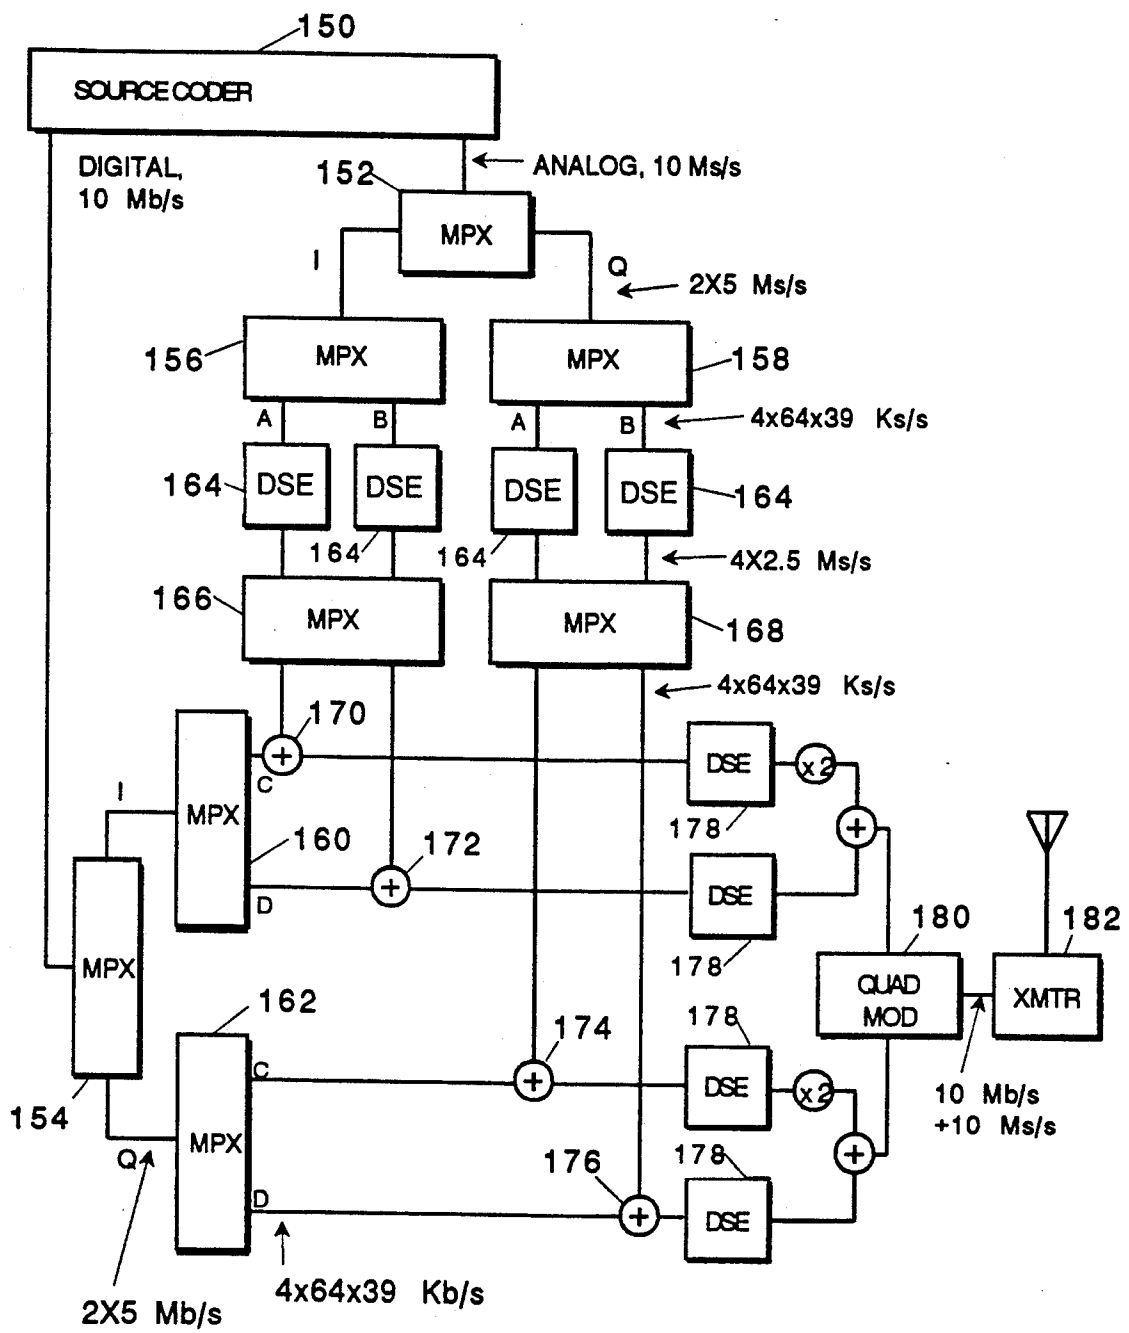 150
SOURCE CODER
DIGITAL,
10 Mb/s
152
ANALOG, 10 Ms/s
MPX
I
Q
2X5 Ms/s
156
MPX
MPX
158
A
B
A
B
4x64x39 Ks/s
164
DSE
DSE
DSE
DSE
164
164
164
4X2.5 Ms/s
166
MPX
MPX
168
4x64x39 Ks/s
170
DSE
x2
C
I
MPX
178
+
+
160
172
+
DSE
D
180
182
178
MPX
QUAD
MOD
XMTR
162
178
174
C
+
DSE
x2
10 Mb/s
+10 Ms/s
154
MPX
Q
176
178
+
D
+
DSE
4x64x39 Kb/s
2X5 Mb/s